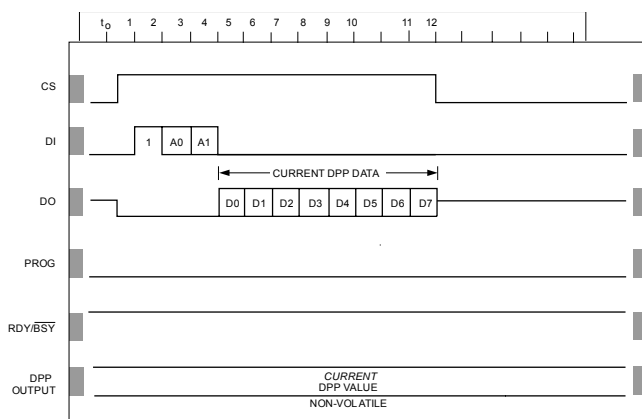 to 1 2 3 4 5 6 7 8 9 10 11 12
CS
DI 1 A0 A1
CURRENT DPP DATA
DO D0 D1 D2 D3 D4 D5 D6 D7
PROG
RDY/BSY
DPP
OUTPUT
CURRENT
DPP VALUE
NON-VOLATILE